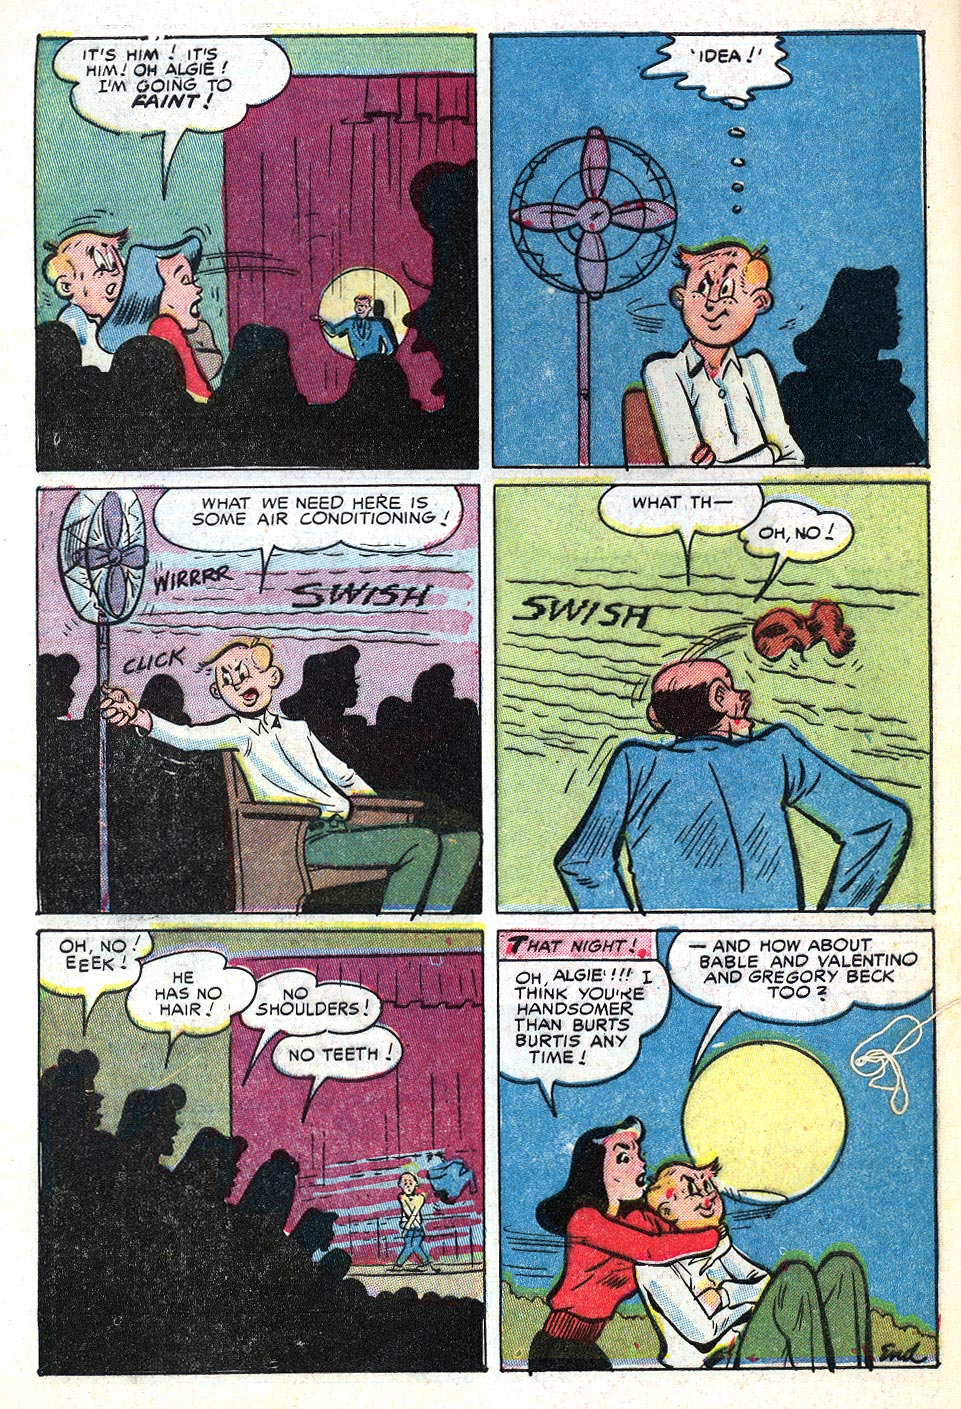 IT'S HIM! IT'S
HIM! OH ALGIE!
I'M GOING TO
FAINT!
'IDEA!'
WHAT WE NEED HERE IS
SOME AIR CONDITIONING!
WIRRRR
SWISH
CLICK
WHAT TH—
OH, NO!
SWISH
OH, NO!
EEEK!
HE
HAS NO
HAIR!
NO
SHOULDERS!
NO TEETH!
THAT NIGHT!
OH, ALGIE!!!! I
THINK YOU'RE
HANDSOMER
THAN BURTS
BURTIS ANY
TIME!
—AND HOW ABOUT
BABLE AND VALENTINO
AND GREGORY BECK
TOO?
End